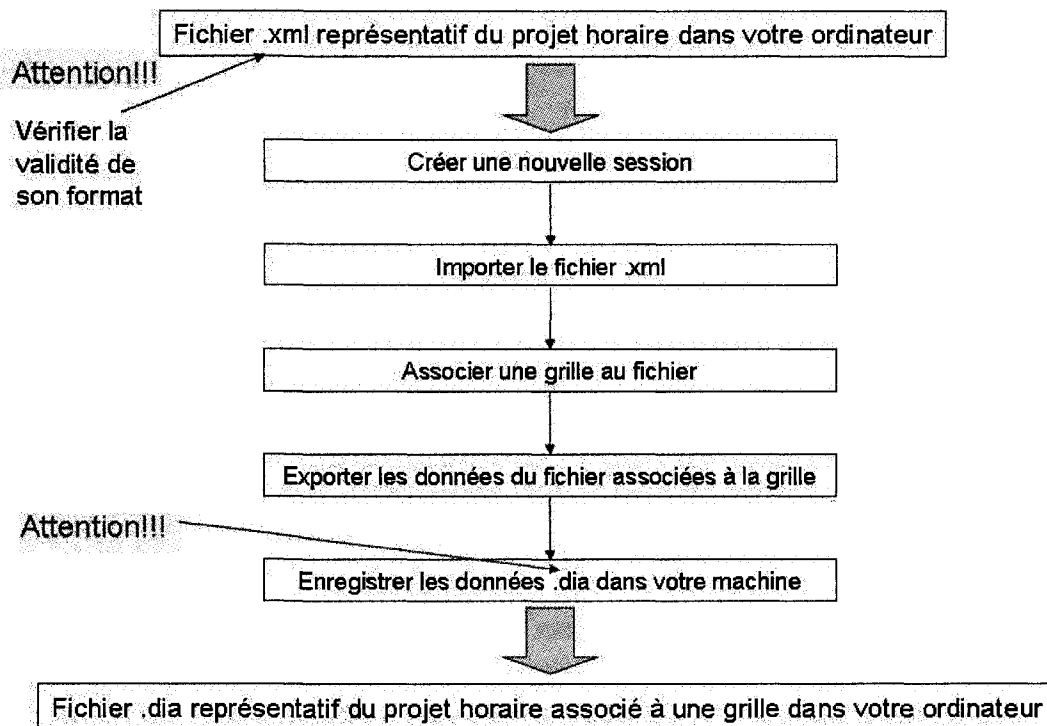 Fichier .xml représentatif du projet horaire dans votre ordinateur
Attention!!!
Vérifier la
validité de
son format
Créer une nouvelle session
Importer le fichier .xml
Associer une grille au fichier
Exporter les données du fichier associées à la grille
Attention!!!
Enregistrer les données .dia dans votre machine
Fichier .dia représentatif du projet horaire associé à une grille dans votre ordinateur